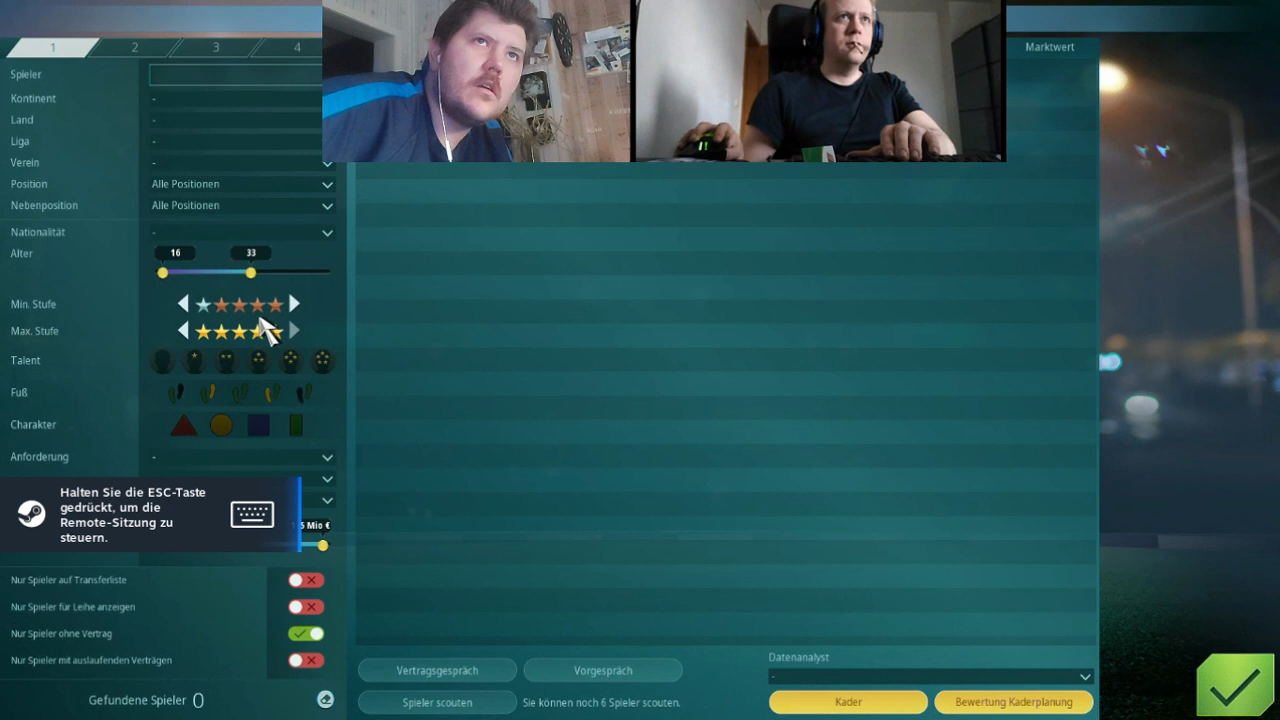 1
2
3
4
Marktwert
Spieler
Kontinent
-
Land
-
Liga
-
Verein
-
Position
Alle Positionen
Nebenposition
Alle Positionen
Nationalität
-
Alter
16
33
Min. Stufe
Max. Stufe
Talent
Fuß
Charakter
Anforderung
-
Halten Sie die ESC-Taste
gedrückt, um die
Remote-Sitzung zu
steuern.
Mio €
Nur Spieler auf Transferliste
Nur Spieler für Leihe anzeigen
Nur Spieler ohne Vertrag
Nur Spieler mit auslaufenden Verträgen
Gefundene Spieler 0
Vertragsgespräch
Vorgespräch
Spieler scouten
Sie können noch 6 Spieler scouten.
Datenanalyst
-
Kader
Bewertung Kaderplanung